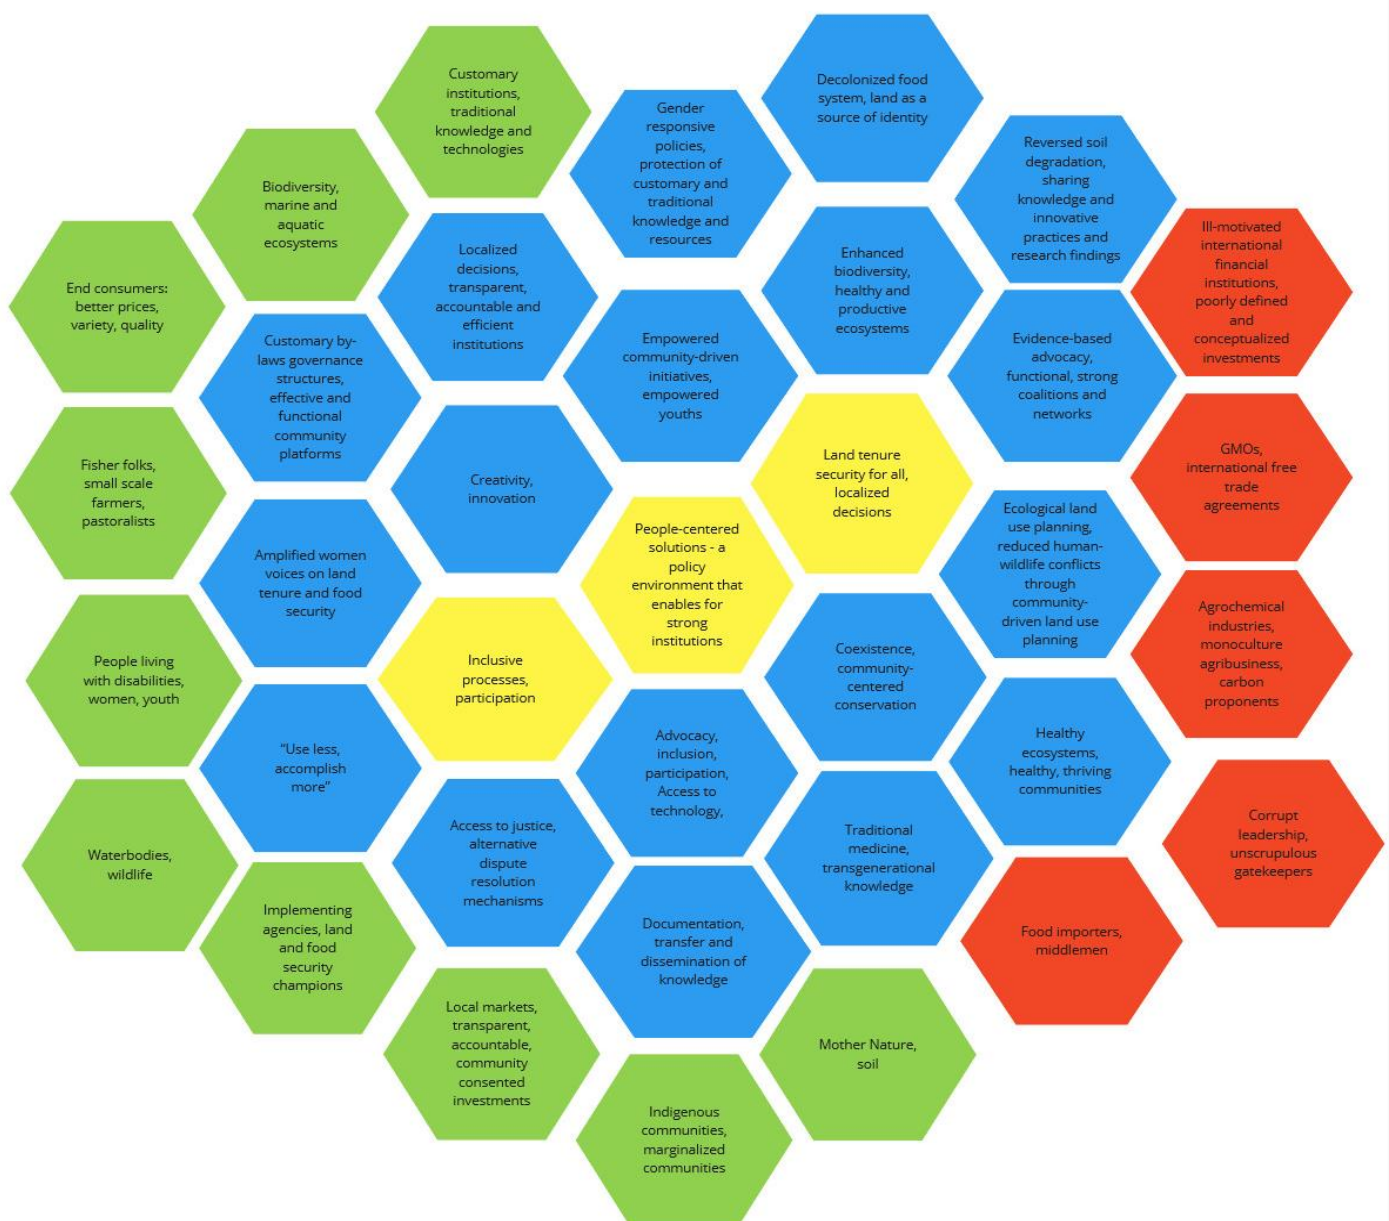 Customary
institutions,
traditional
knowledge and
technologies
Decolonized food
system, land as a
source of identity
Gender
responsive
policies,
protection of
customary and
traditional
knowledge and
resources
Reversed soil
degradation,
sharing
knowledge and
innovative
practices and
research findings
Biodiversity,
marine and
aquatic
ecosystems
Localized
decisions,
transparent,
accountable and
efficient
institutions
Enhanced
biodiversity,
healthy and
productive
ecosystems
Ill-motivated
international
financial
institutions,
poorly defined
and
conceptualized
investments
End consumers:
better prices,
variety, quality
Customary by-
laws governance
structures,
effective and
functional
community
platforms
Empowered
community-driven
initiatives,
empowered
youths
Evidence-based
advocacy,
functional, strong
coalitions and
networks
Fisher folks,
small scale
farmers,
pastoralists
Creativity,
innovation
Land tenure
security for all,
localized
decisions
GMOs,
international free
trade
agreements
Amplified women
voices on land
tenure and food
security
People-centered
solutions - a
policy
environment that
enables for
strong
institutions
Ecological land
use planning,
reduced human-
wildlife conflicts
through
community-
driven land use
planning
Agrochemical
industries,
monoculture
agribusiness,
carbon
proponents
People living
with disabilities,
women, youth
Inclusive
processes,
participation
Coexistence,
community-
centered
conservation
"Use less,
accomplish
more”
Advocacy,
inclusion,
participation,
Access to
technology,
Healthy
ecosystems,
healthy, thriving
communities
Corrupt
leadership,
unscrupulous
gatekeepers
Waterbodies,
wildlife
Access to justice,
alternative
dispute
resolution
mechanisms
Traditional
medicine,
transgenerational
knowledge
Implementing
agencies, land
and food
security
champions
Documentation,
transfer and
dissemination of
knowledge
Food importers,
middlemen
Local markets,
transparent,
accountable,
community
consented
investments
Mother Nature,
soil
Indigenous
communities,
marginalized
communities